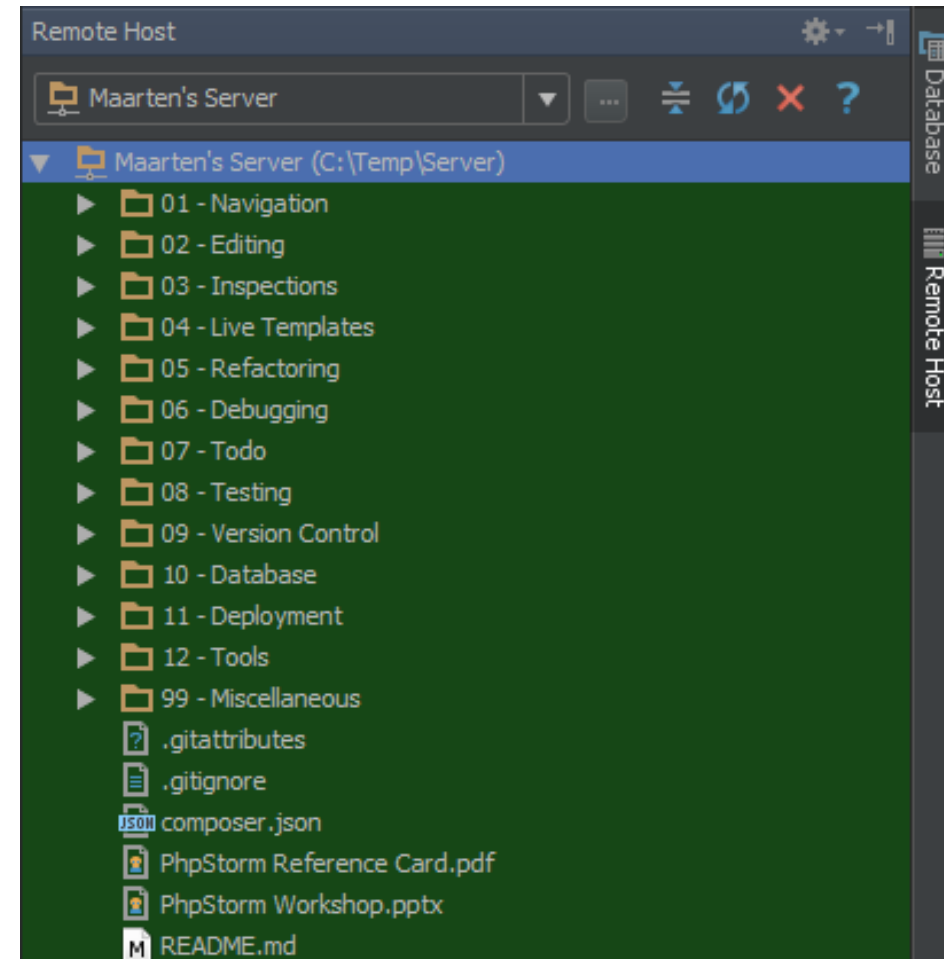 Remote Host
Maarten's Server
...
?
Maarten's Server (C:\Temp\Server)
01 - Navigation
02 - Editing
03 - Inspections
04 - Live Templates
05 - Refactoring
06 - Debugging
07 - Todo
08 - Testing
09 - Version Control
10 - Database
11 - Deployment
12 - Tools
99 - Miscellaneous
? .gitattributes
.gitignore
JSON composer.json
PhpStorm Reference Card.pdf
PhpStorm Workshop.pptx
M README.md
Database
Remote Host